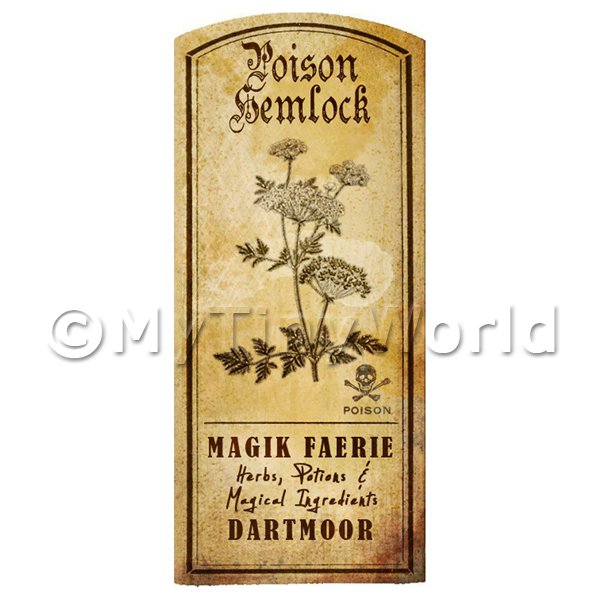 Poison
Hemlock
©MyTinyWorld
POISON
MAGIK FAERIE
Herbs, Potions &
Magical Ingredients
DARTMOOR